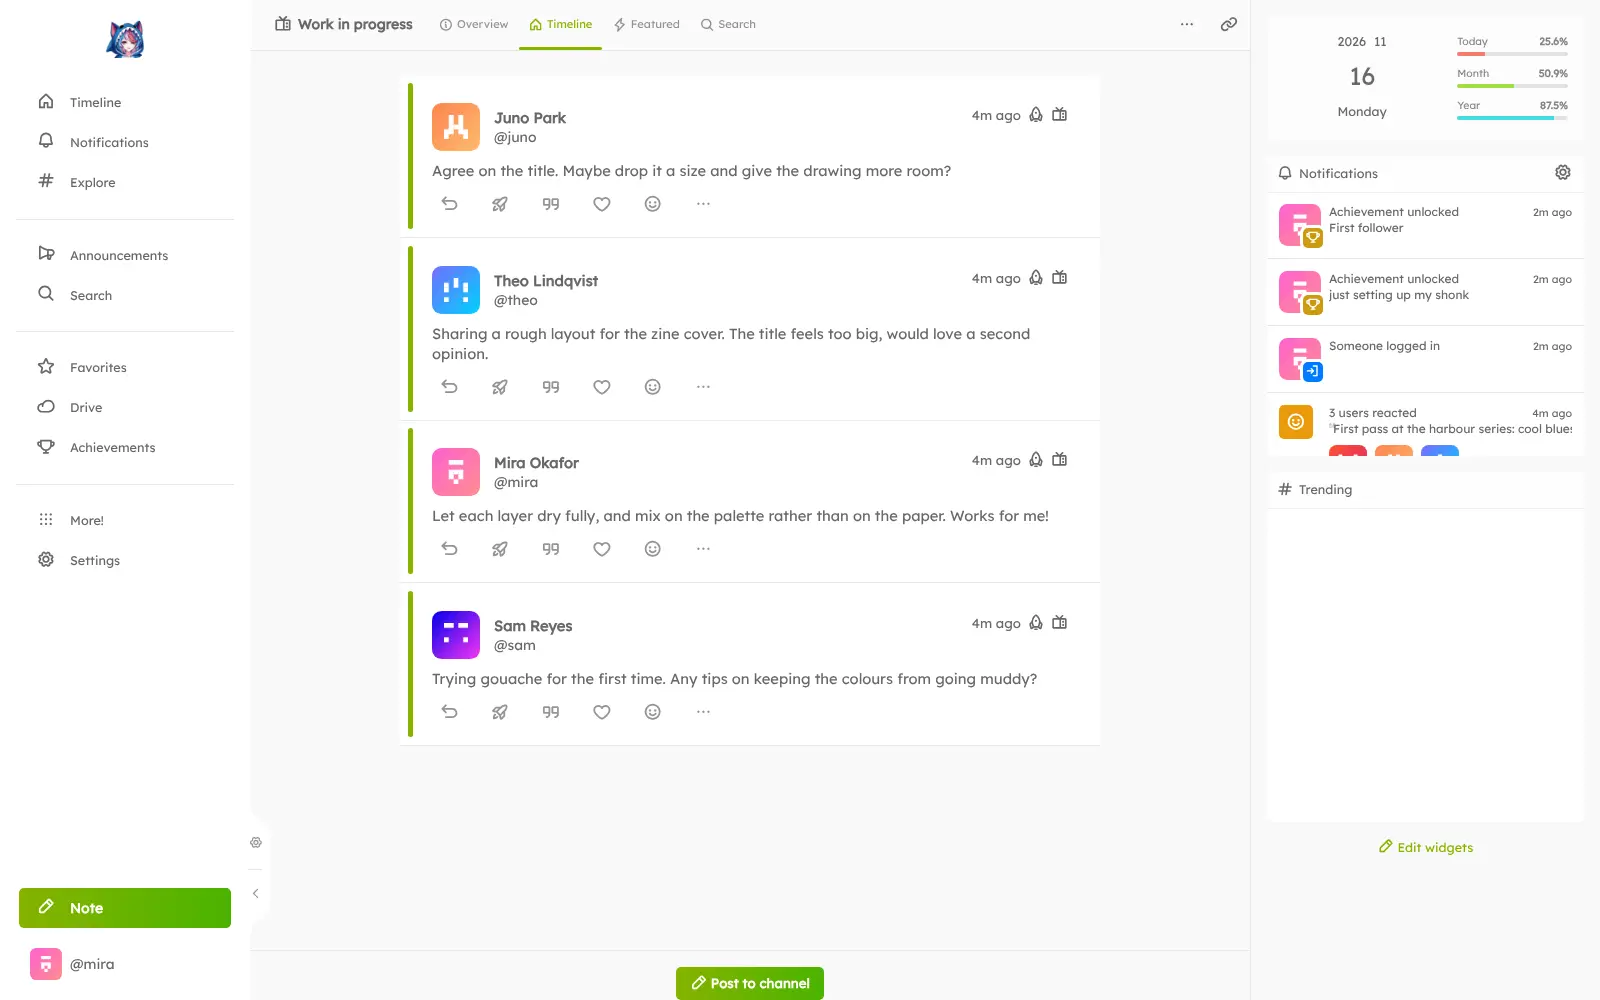 Timeline
Notifications
Explore
Announcements
Search
Favorites
Drive
Achievements
More!
Settings
Note
@mira
Work in progress
Overview
Timeline
Featured
Search
Juno Park
@juno
4m ago
Agree on the title. Maybe drop it a size and give the drawing more room?
Theo Lindqvist
@theo
4m ago
Sharing a rough layout for the zine cover. The title feels too big, would love a second
opinion.
Mira Okafor
@mira
4m ago
Let each layer dry fully, and mix on the palette rather than on the paper. Works for me!
Sam Reyes
@sam
4m ago
Trying gouache for the first time. Any tips on keeping the colours from going muddy?
Post to channel
2026 11
16
Monday
Today 25.6%
Month 50.9%
Year 87.5%
Notifications
Achievement unlocked 2m ago
First follower
Achievement unlocked 2m ago
just setting up my shonk
Someone logged in 2m ago
3 users reacted 4m ago
First pass at the harbour series: cool blues
Trending
Edit widgets